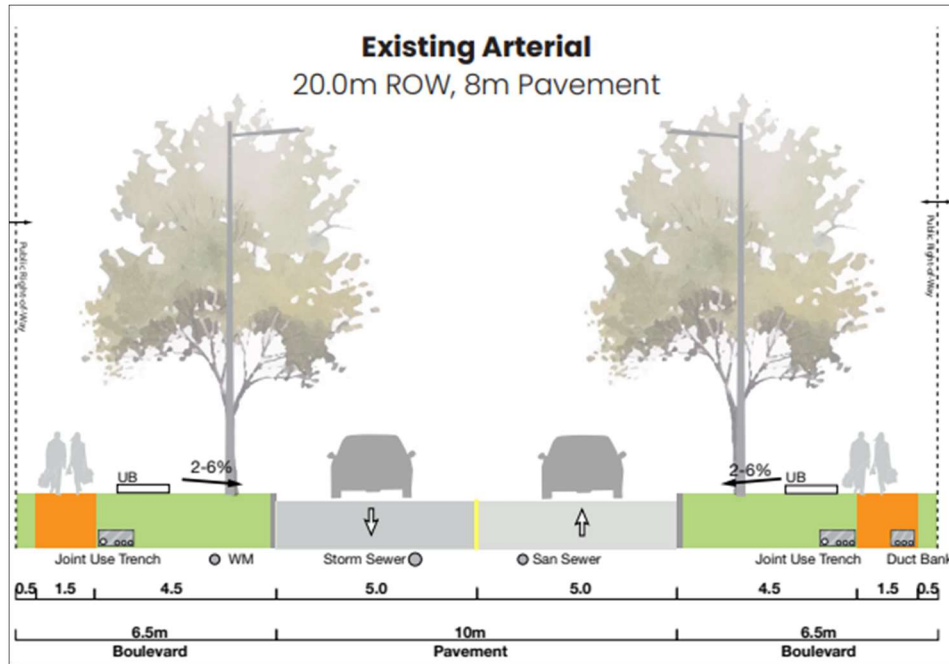 Existing Arterial
20.0m ROW, 8m Pavement
Public Right-of-Way
Public Right-of-Way
2-6%
2-6%
UB
UB
Joint Use Trench
WM
Storm Sewer
San Sewer
Joint Use Trench
Duct Bank
0.5 1.5 4.5 5.0 5.0 4.5 1.5 0.5
6.5m 10m 6.5m
Boulevard Pavement Boulevard